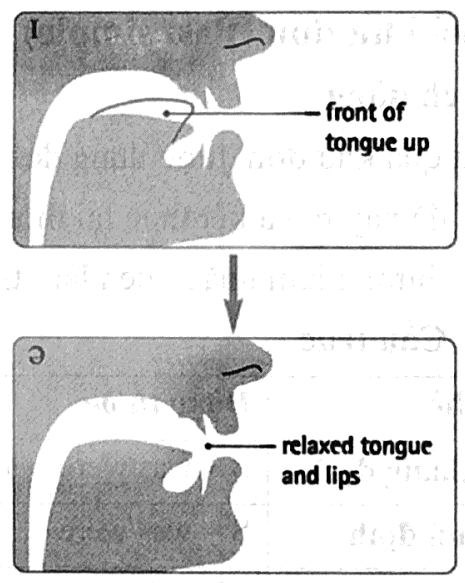 ɪ
front of
tongue up
ə
relaxed tongue
and lips